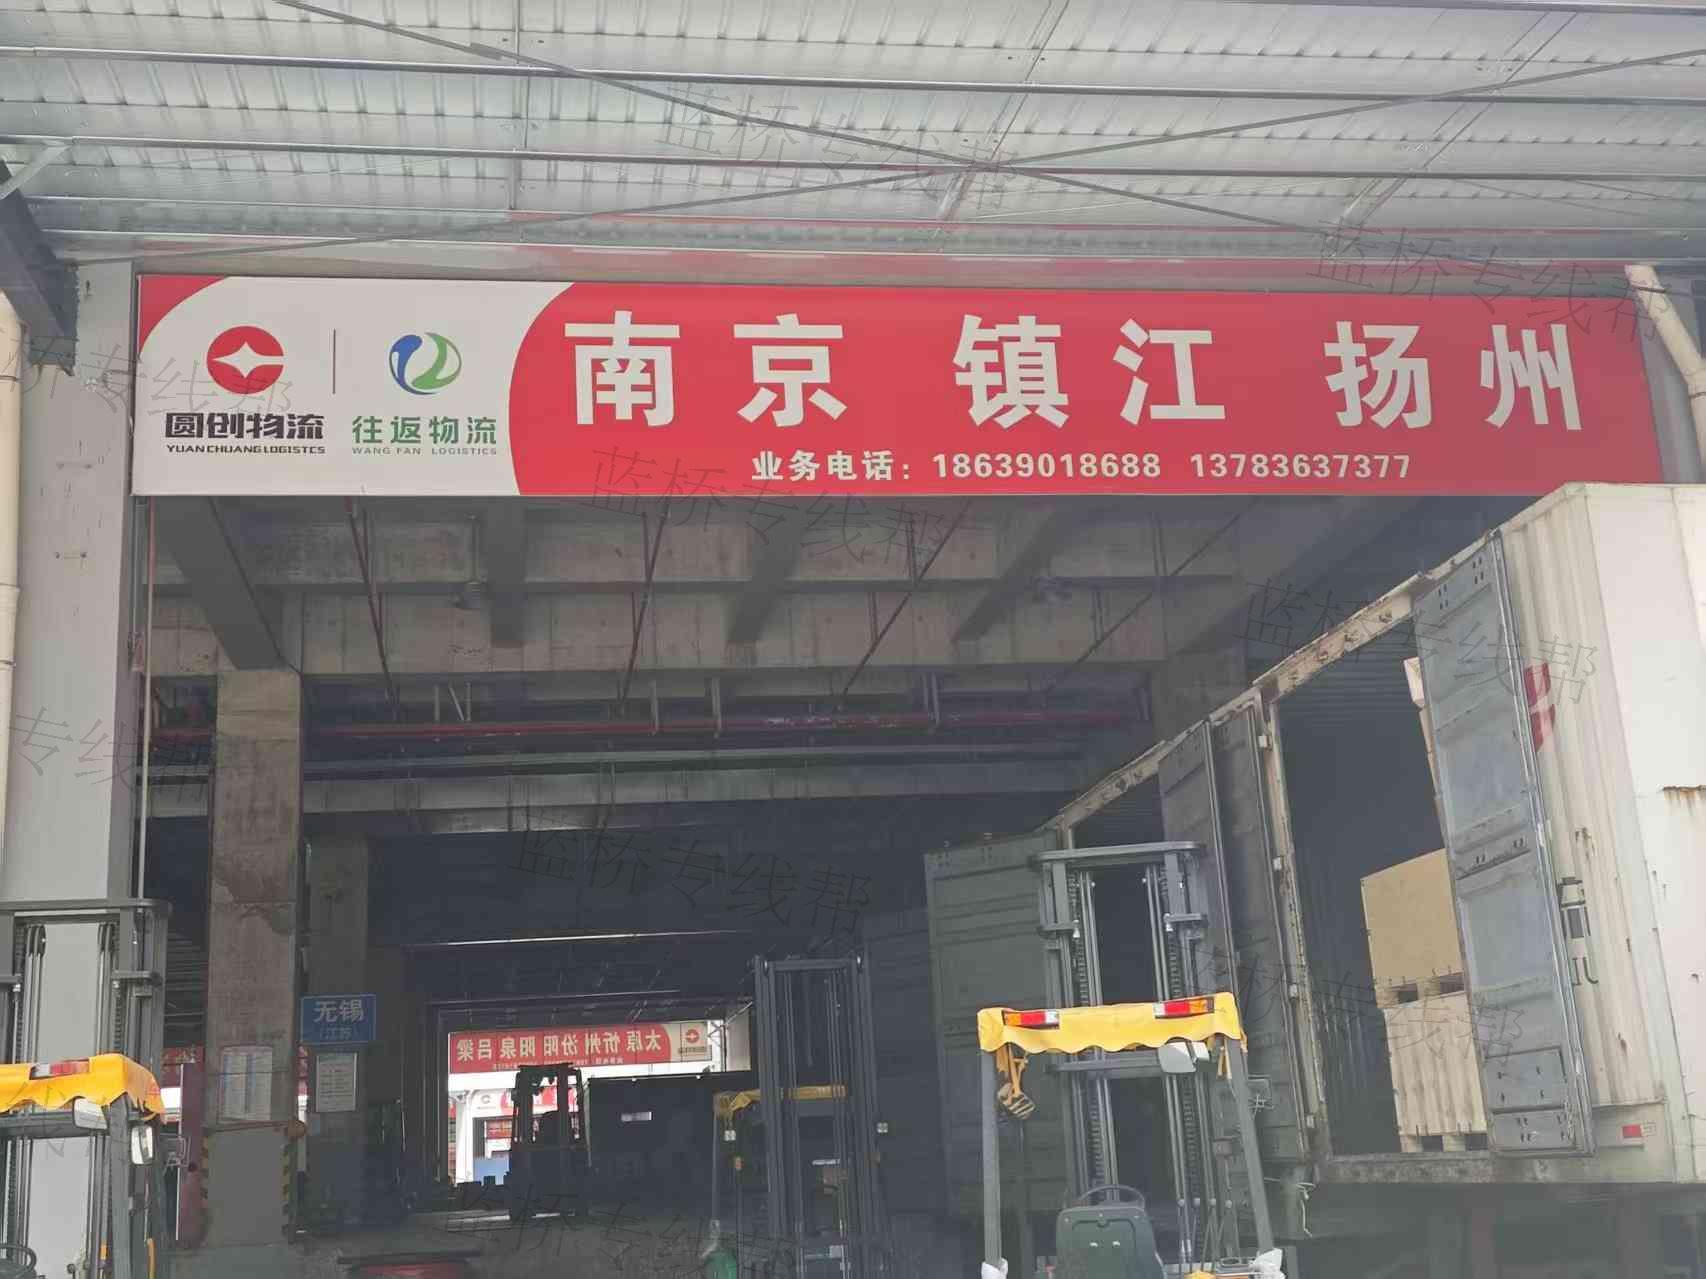 圆创物流
YUAN CHUANG LOGISTCS
往返物流
WANG FAN LOGISTICS
南京 镇江 扬州
业务电话：18639018688 13783637377
无锡
江苏
太原 忻州 汾阳 阳泉 吕梁
蓝桥专线帮